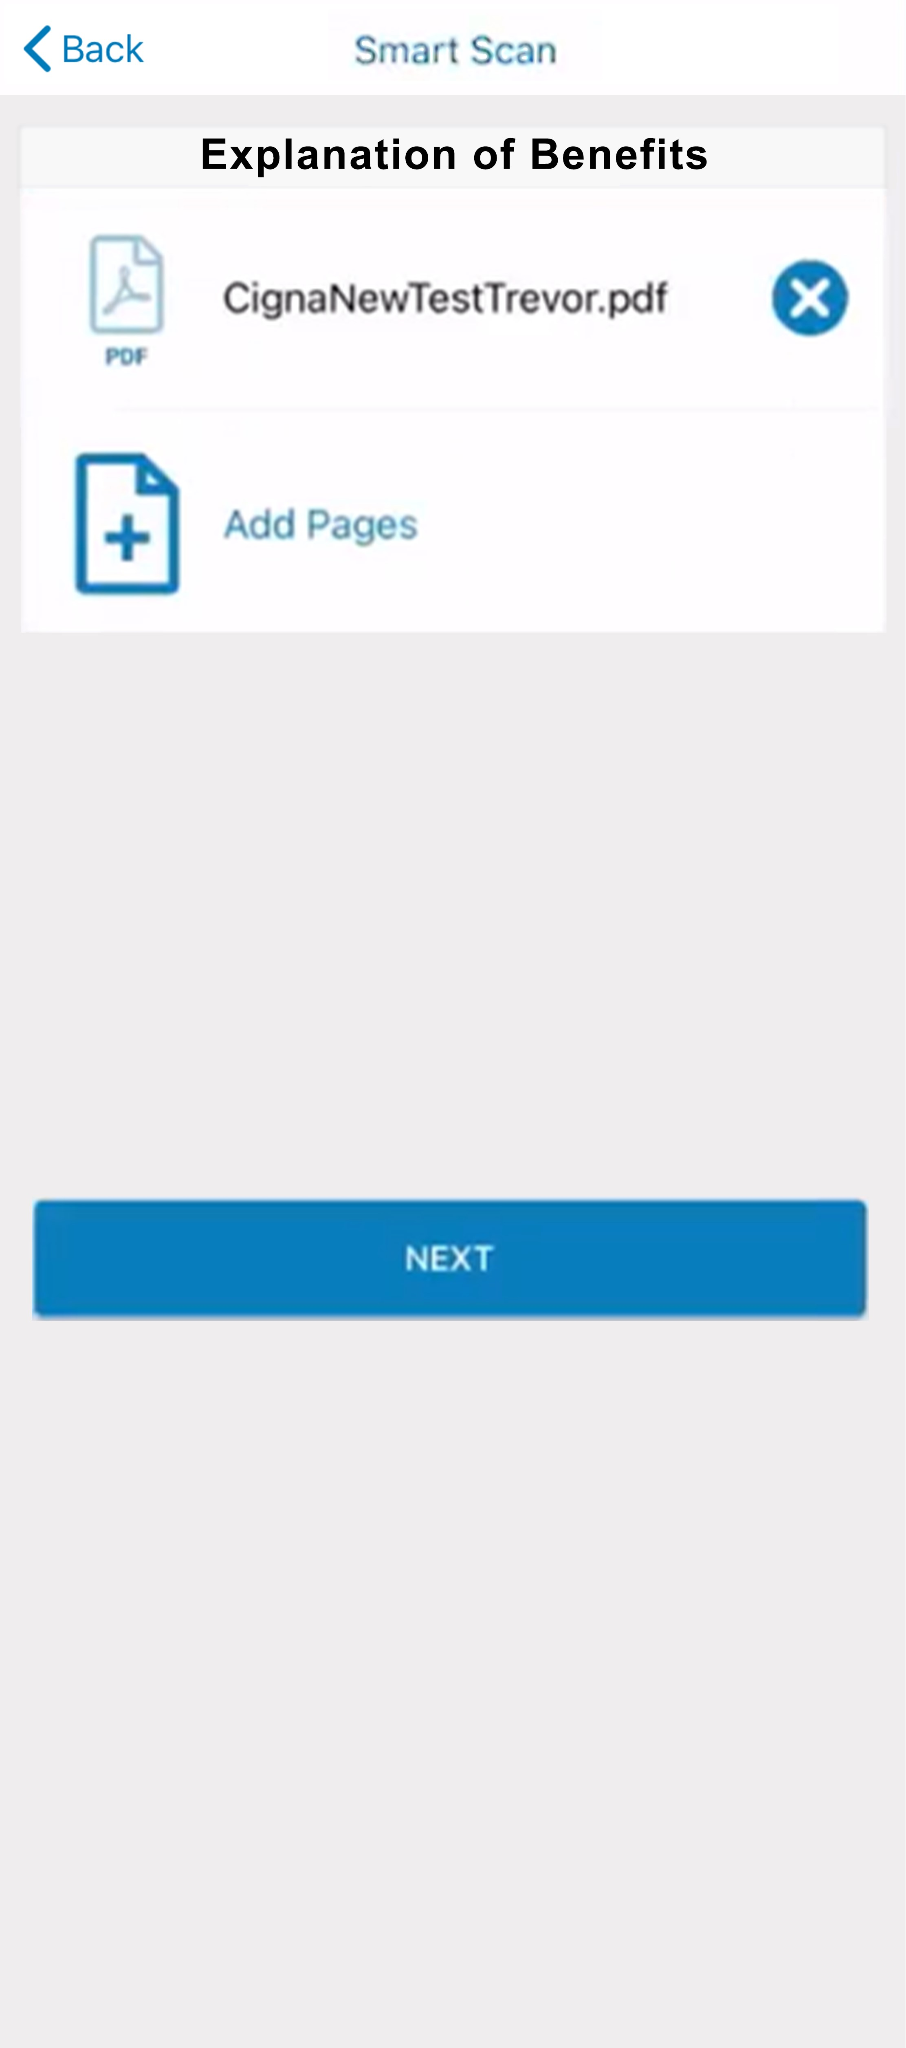 Back
Smart Scan
Explanation of Benefits
CignaNewTestTrevor.pdf
PDF
Add Pages
NEXT